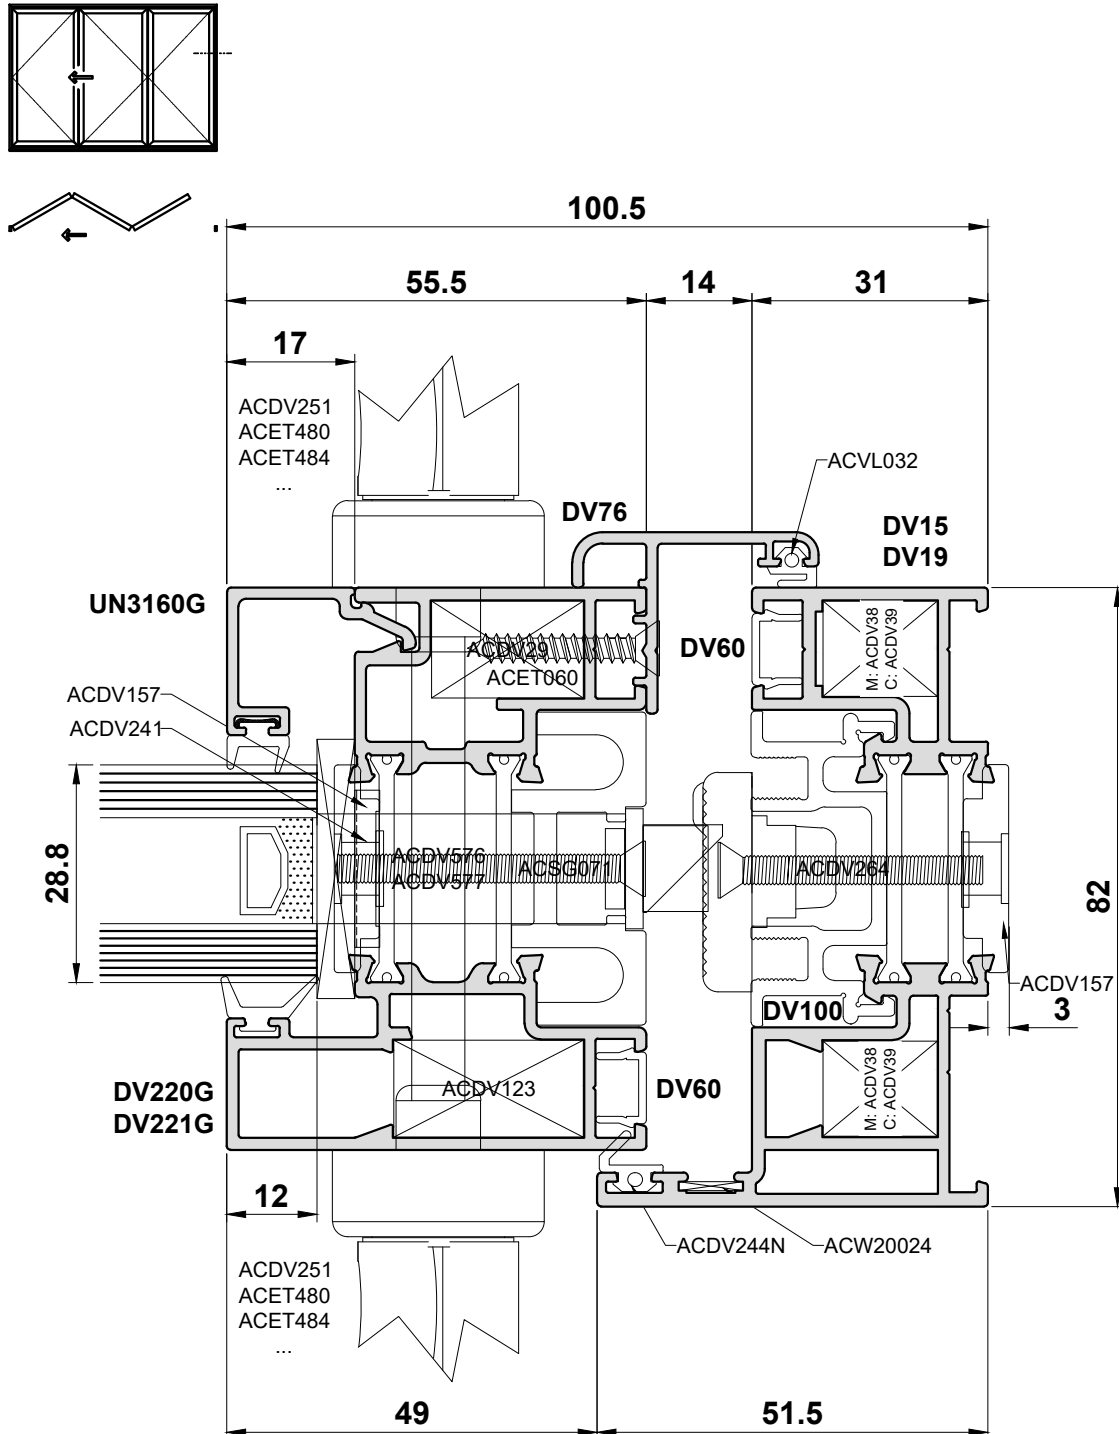 100.5
55.5
14
31
17
ACDV251
ACET480
ACET484
...
ACVL032
DV76
DV15
DV19
UN3160G
ACDV29
ACET060
DV60
M: ACDV38
C: ACDV39
ACDV157
ACDV241
28.8
ACDV576
ACDV577
ACSG071
ACDV264
82
ACDV157
3
DV100
DV220G
DV221G
ACDV123
DV60
M: ACDV38
C: ACDV39
12
ACDV244N
ACW20024
ACDV251
ACET480
ACET484
...
49
51.5